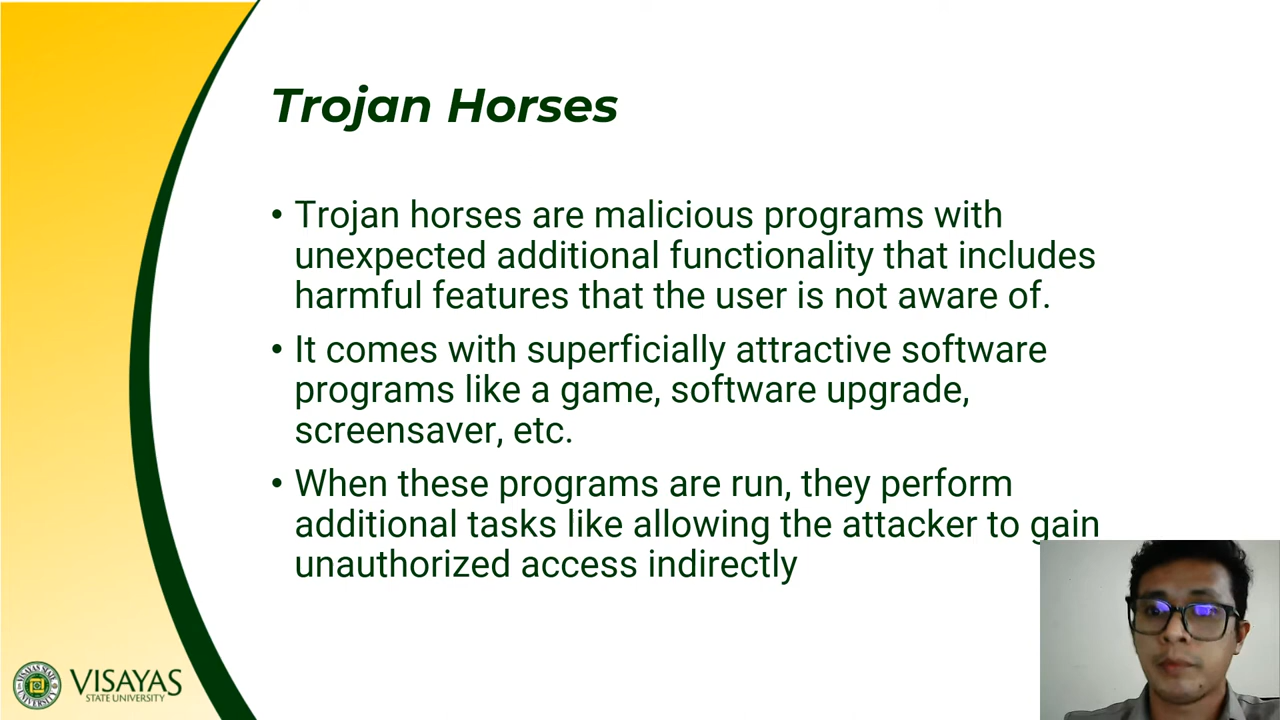 Trojan Horses
• Trojan horses are malicious programs with
unexpected additional functionality that includes
harmful features that the user is not aware of.
• It comes with superficially attractive software
programs like a game, software upgrade,
screensaver, etc.
• When these programs are run, they perform
additional tasks like allowing the attacker to gain
unauthorized access indirectly
VISAYAS
STATE UNIVERSITY